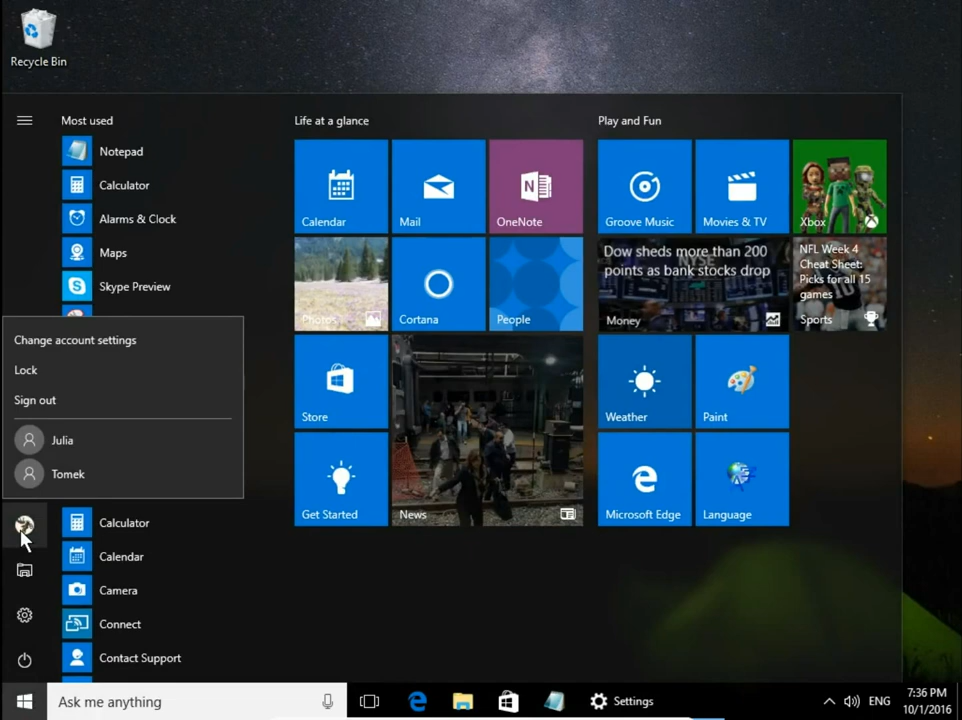 Recycle Bin
Most used
Notepad
Calculator
Alarms & Clock
Maps
Skype Preview
Change account settings
Lock
Sign out
Julia
Tomek
Calculator
Calendar
Camera
Connect
Contact Support
Life at a glance
Calendar
Mail
OneNote
Photos
Cortana
People
Store
Get Started
News
Play and Fun
Groove Music
Movies & TV
Xbox
Dow sheds more than 200
points as bank stocks drop
Money
NFL Week 4
Cheat Sheet:
Picks for all 15
games
Sports
Weather
Paint
Microsoft Edge
Language
Ask me anything
Settings
ENG
7:36 PM
10/1/2016